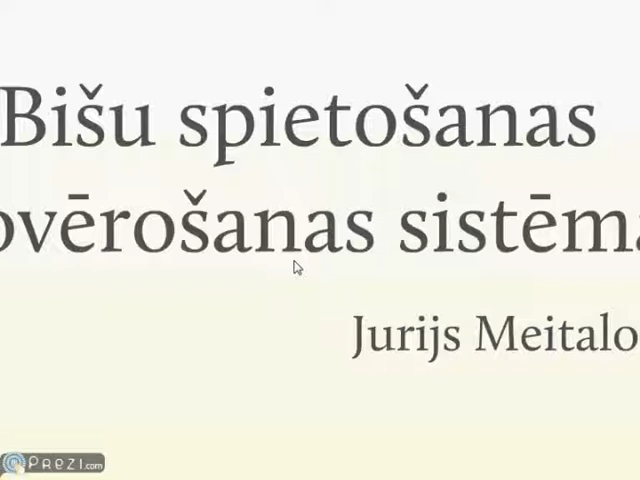 Bišu spietošanas
ovērošanas sistēma
Jurijs Meitalo
PREZI.com